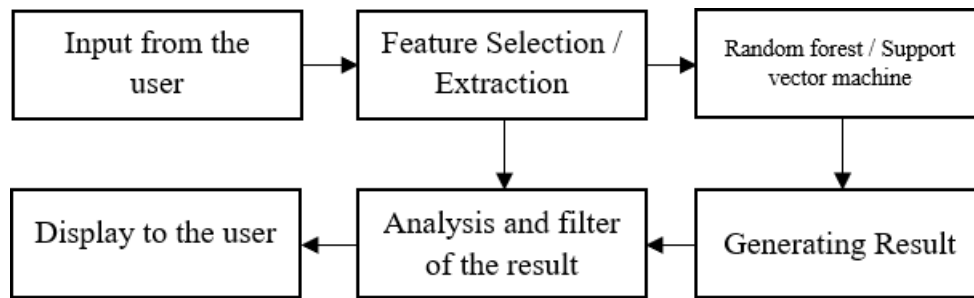 Input from the
user
Feature Selection /
Extraction
Random forest / Support
vector machine
Display to the user
Analysis and filter
of the result
Generating Result